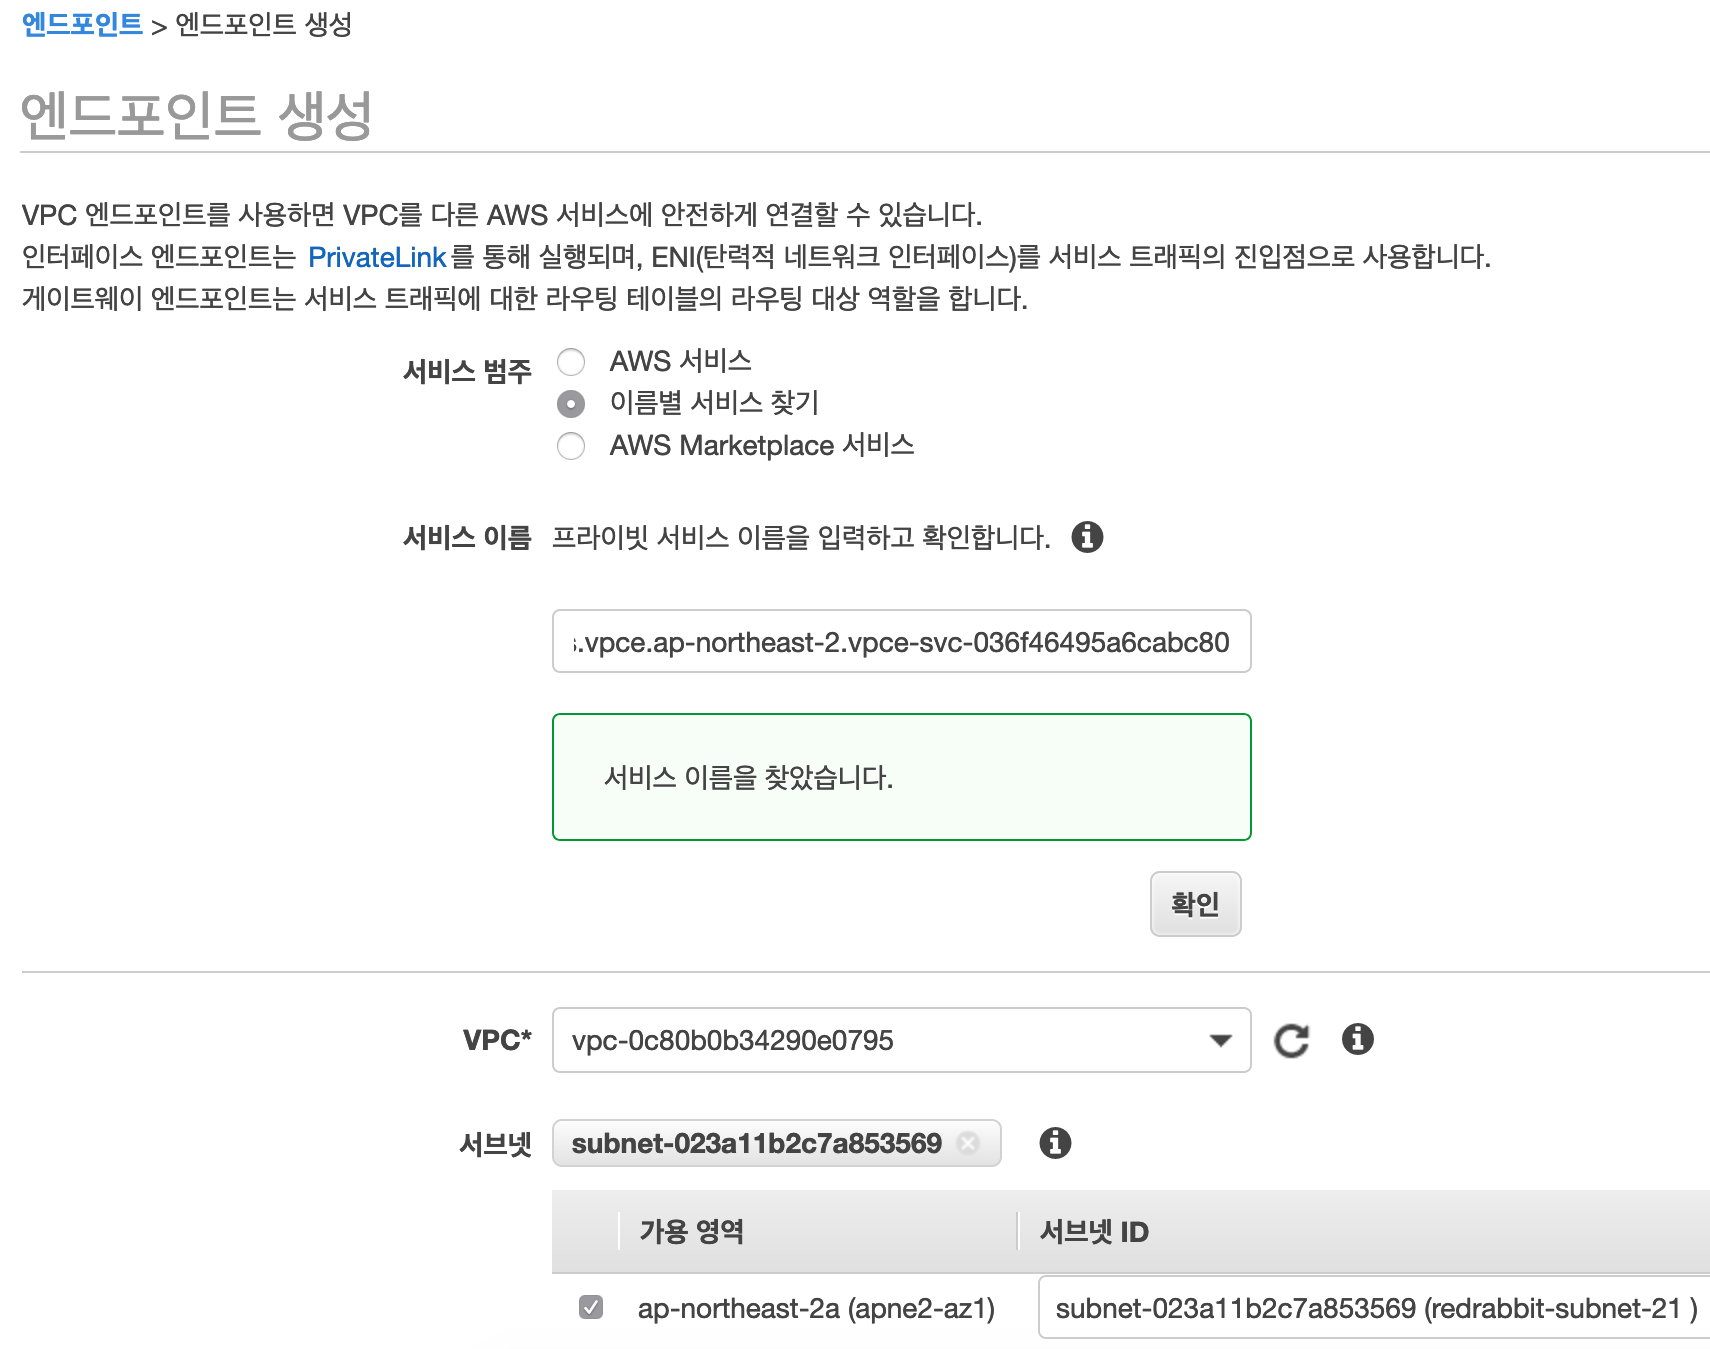 엔드포인트 > 엔드포인트 생성
엔드포인트 생성
VPC 엔드포인트를 사용하면 VPC를 다른 AWS 서비스에 안전하게 연결할 수 있습니다.
인터페이스 엔드포인트는 PrivateLink를 통해 실행되며, ENI(탄력적 네트워크 인터페이스)를 서비스 트래픽의 진입점으로 사용합니다.
게이트웨이 엔드포인트는 서비스 트래픽에 대한 라우팅 테이블의 라우팅 대상 역할을 합니다.
서비스 범주
AWS 서비스
이름별 서비스 찾기
AWS Marketplace 서비스
서비스 이름 프라이빗 서비스 이름을 입력하고 확인합니다.
.vpce.ap-northeast-2.vpce-svc-036f46495a6cabc80
서비스 이름을 찾았습니다.
확인
VPC* vpc-0c80b0b34290e0795
서브넷 subnet-023a11b2c7a853569
가용 영역 서브넷 ID
ap-northeast-2a (apne2-az1) subnet-023a11b2c7a853569 (redrabbit-subnet-21 )